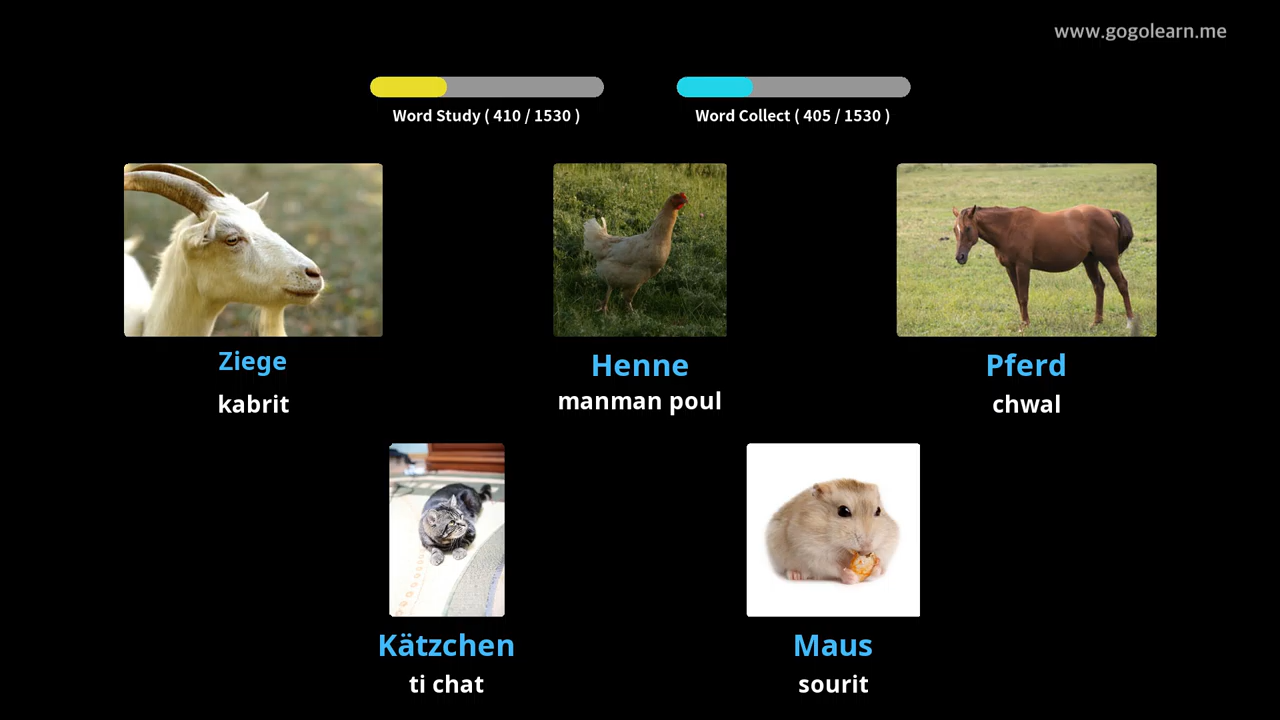 www.gogolearn.me
Word Study ( 410 / 1530 )
Word Collect ( 405 / 1530 )
Ziege
kabrit
Henne
manman poul
Pferd
chwal
Kätzchen
ti chat
Maus
sourit